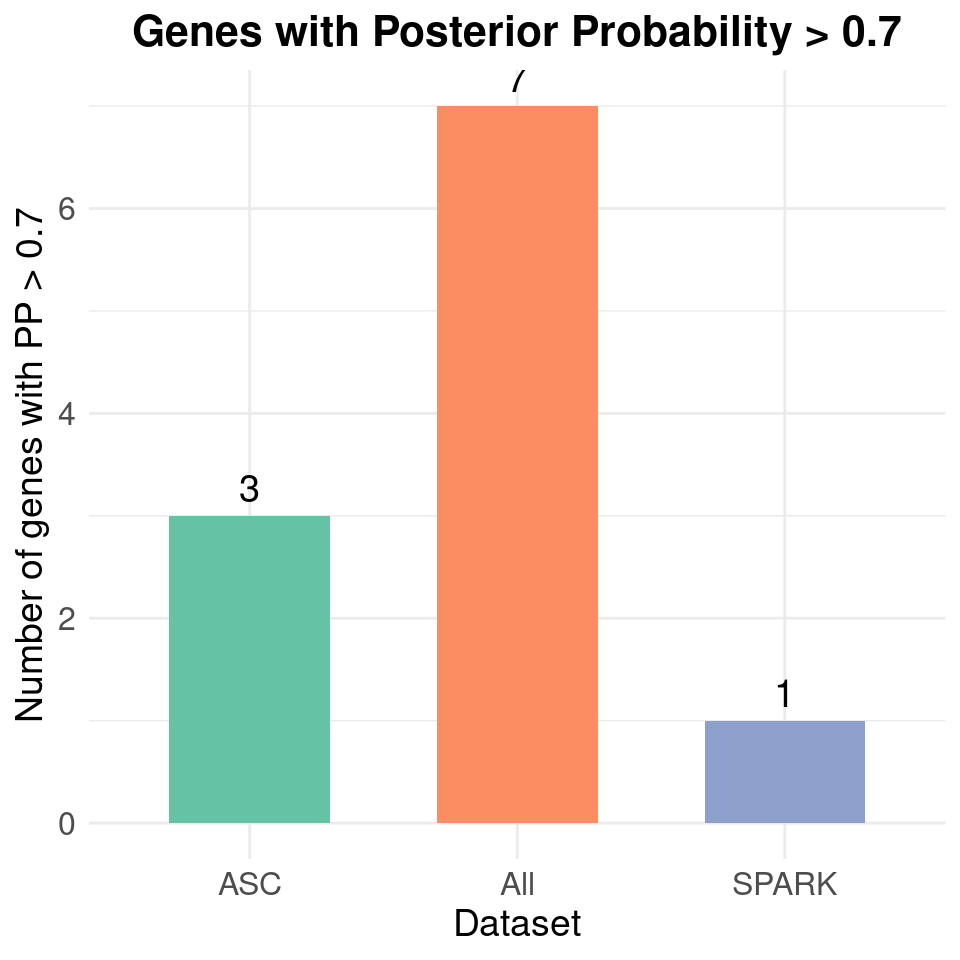 Genes with Posterior Probability > 0.7
7
6
Number of genes with PP > 0.7
4
3
2
1
0
ASC All SPARK
Dataset